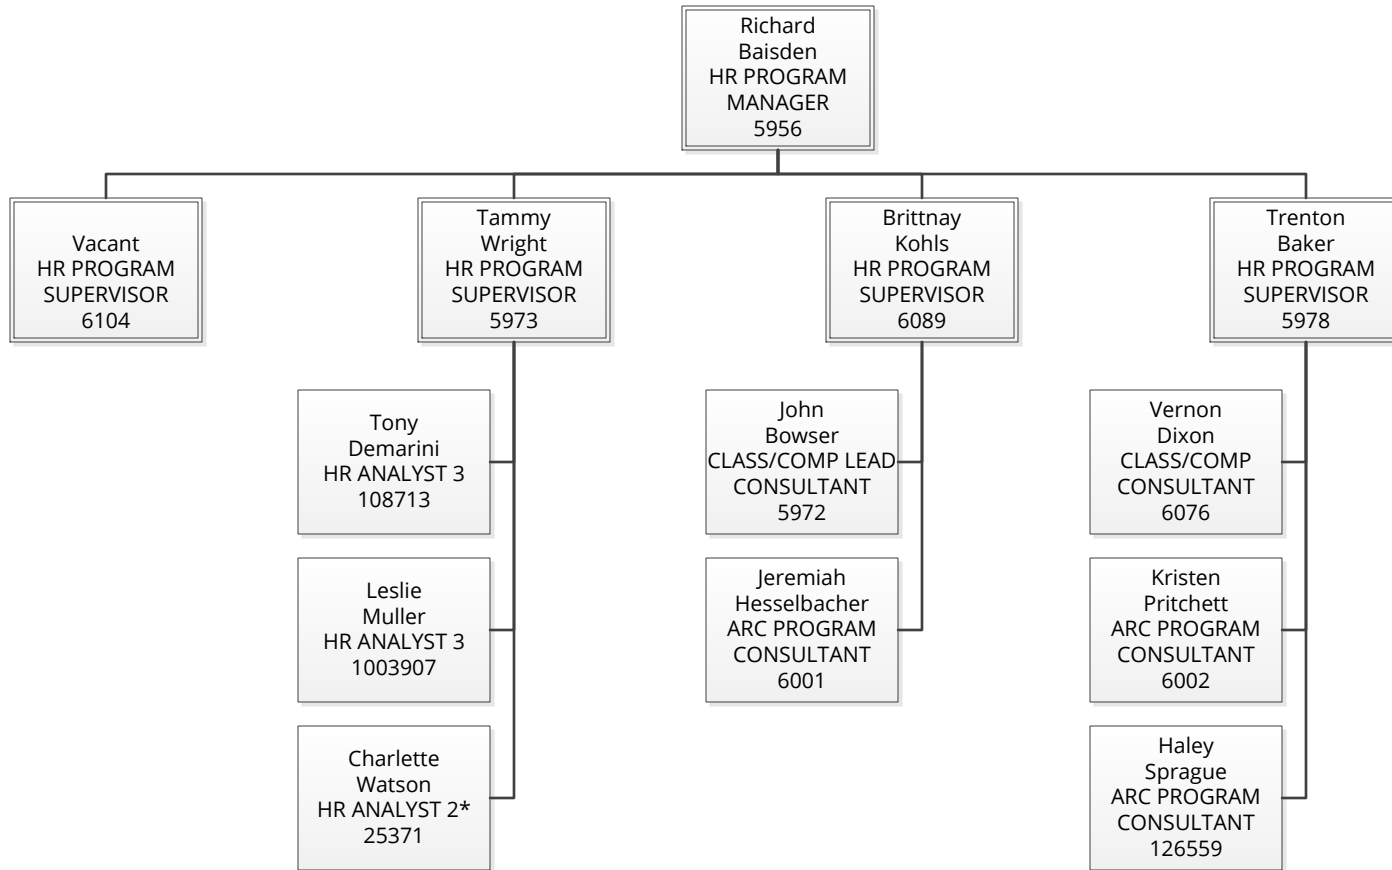 Richard
Baisden
HR PROGRAM
MANAGER
5956
Vacant
HR PROGRAM
SUPERVISOR
6104
Tammy
Wright
HR PROGRAM
SUPERVISOR
5973
Brittnay
Kohls
HR PROGRAM
SUPERVISOR
6089
Trenton
Baker
HR PROGRAM
SUPERVISOR
5978
Tony
Demarini
HR ANALYST 3
108713
Leslie
Muller
HR ANALYST 3
1003907
Charlette
Watson
HR ANALYST 2*
25371
John
Bowser
CLASS/COMP LEAD
CONSULTANT
5972
Jeremiah
Hesselbacher
ARC PROGRAM
CONSULTANT
6001
Vernon
Dixon
CLASS/COMP
CONSULTANT
6076
Kristen
Pritchett
ARC PROGRAM
CONSULTANT
6002
Haley
Sprague
ARC PROGRAM
CONSULTANT
126559